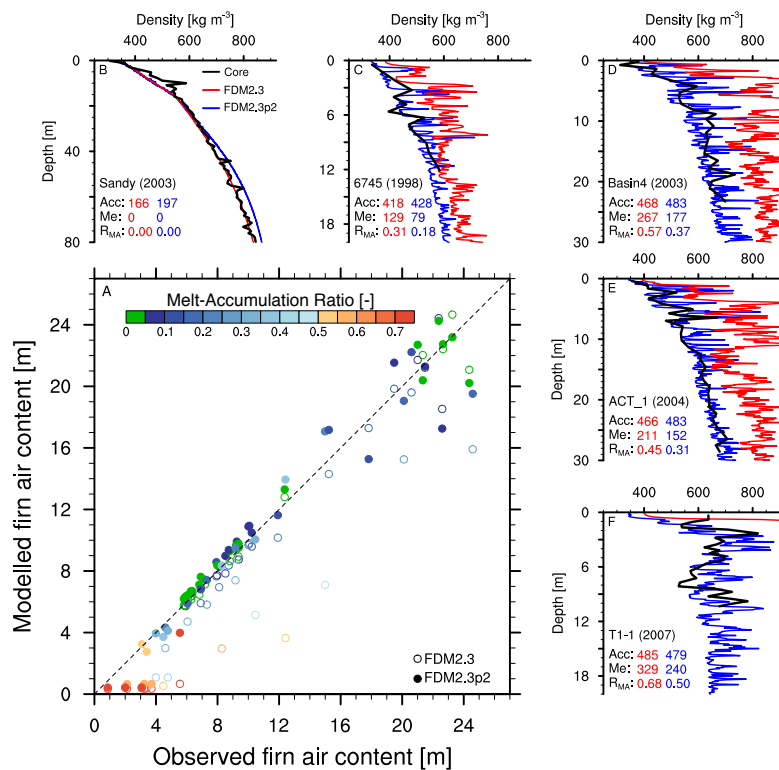 Density [kg m⁻³]
Density [kg m⁻³]
Density [kg m⁻³]
200 400 600 800
400 600 800
400 600 800
0
40
60
80
Depth [m]
B
Core
FDM2.3
FDM2.3p2
Sandy (2003)
Acc: 166 197
Me: 0 0
R_MA: 0.00 0.00
0
6
12
18
C
6745 (1998)
Acc: 418 428
Me: 129 79
R_MA: 0.31 0.18
0
10
20
30
Depth [m]
D
Basin4 (2003)
Acc: 468 483
Me: 267 177
R_MA: 0.57 0.37
A
Melt-Accumulation Ratio [-]
0 0.1 0.2 0.3 0.4 0.5 0.6 0.7
24
20
16
12
8
4
0
Modelled firn air content [m]
FDM2.3
FDM2.3p2
0 4 8 12 16 20 24
Observed firn air content [m]
0
10
20
30
Depth [m]
E
ACT_1 (2004)
Acc: 466 483
Me: 211 152
R_MA: 0.45 0.31
400 600 800
0
5
10
15
20
Depth [m]
F
T1-1 (2007)
Acc: 485 479
Me: 329 240
R_MA: 0.68 0.50